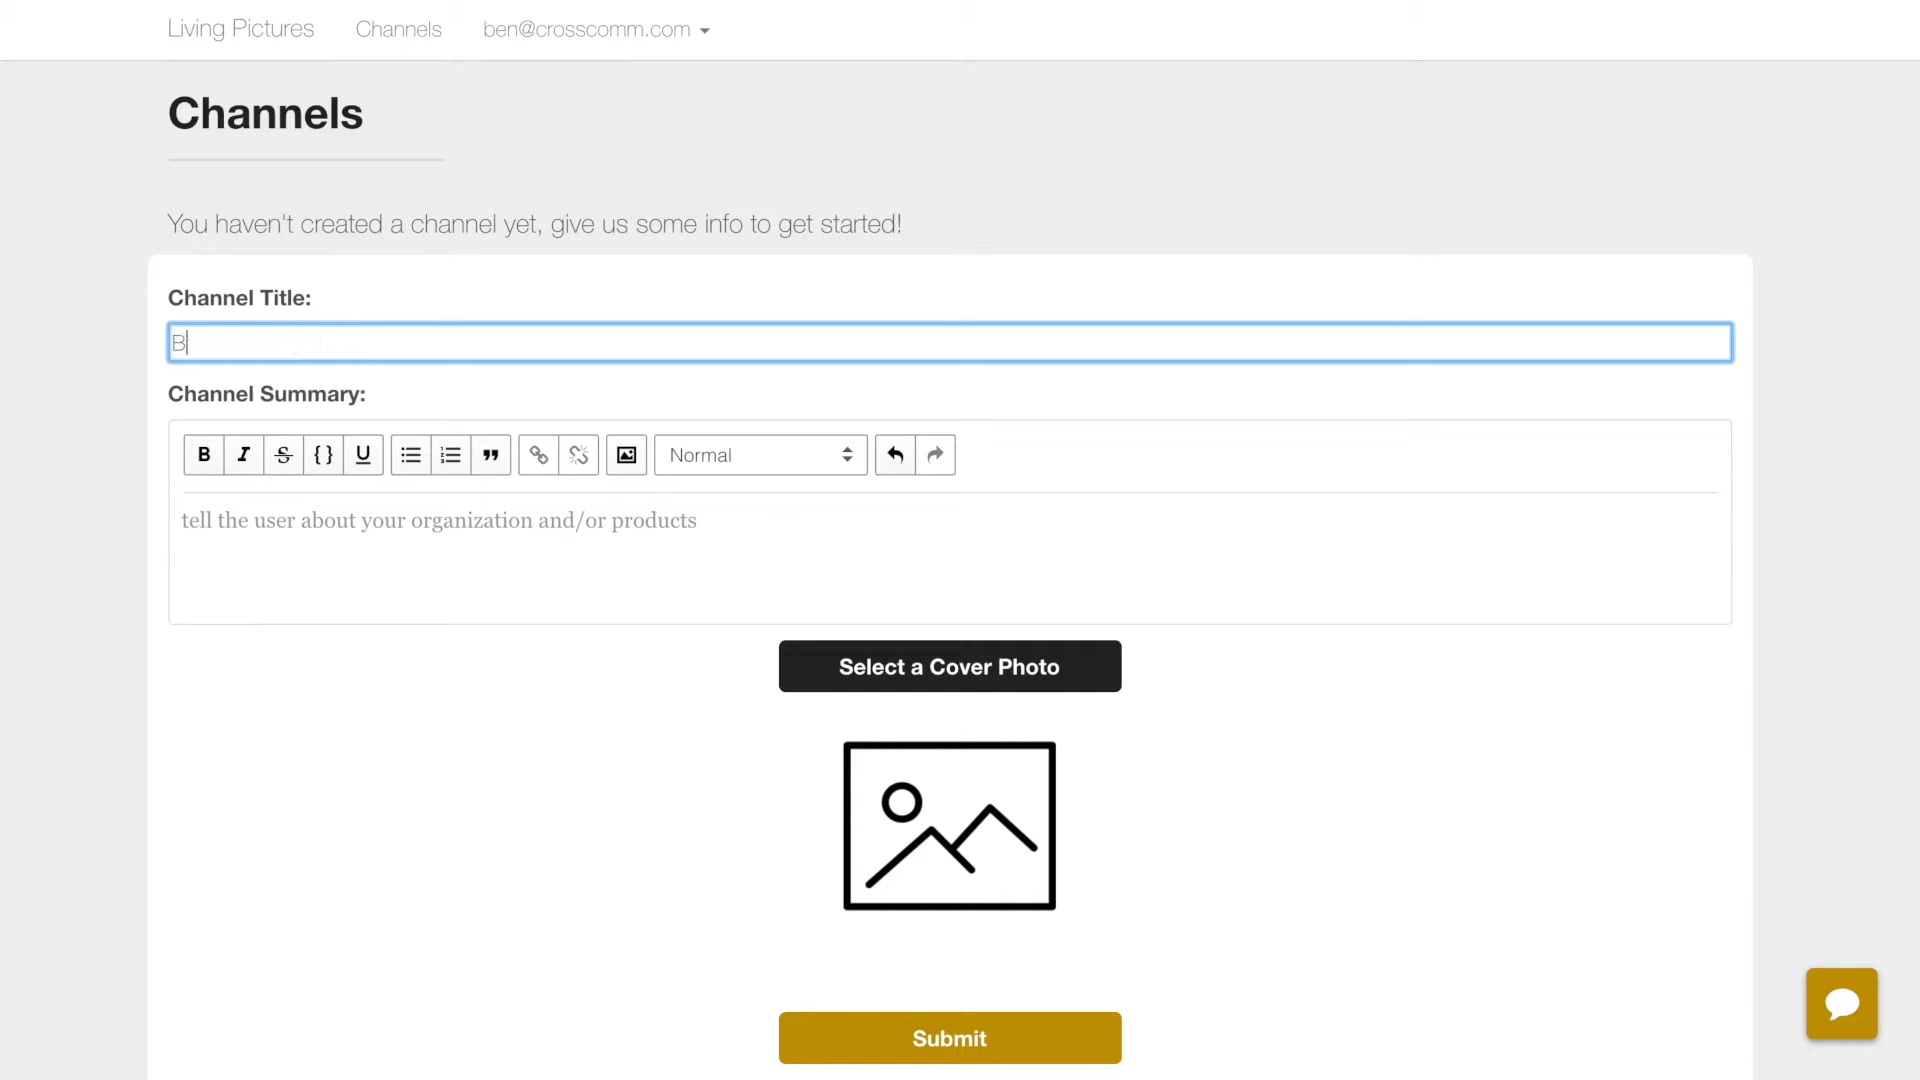 Living Pictures Channels ben@crosscomm.com
Channels
You haven't created a channel yet, give us some info to get started!
Channel Title:
B
Channel Summary:
B I S { } U Normal
tell the user about your organization and/or products
Select a Cover Photo
Submit